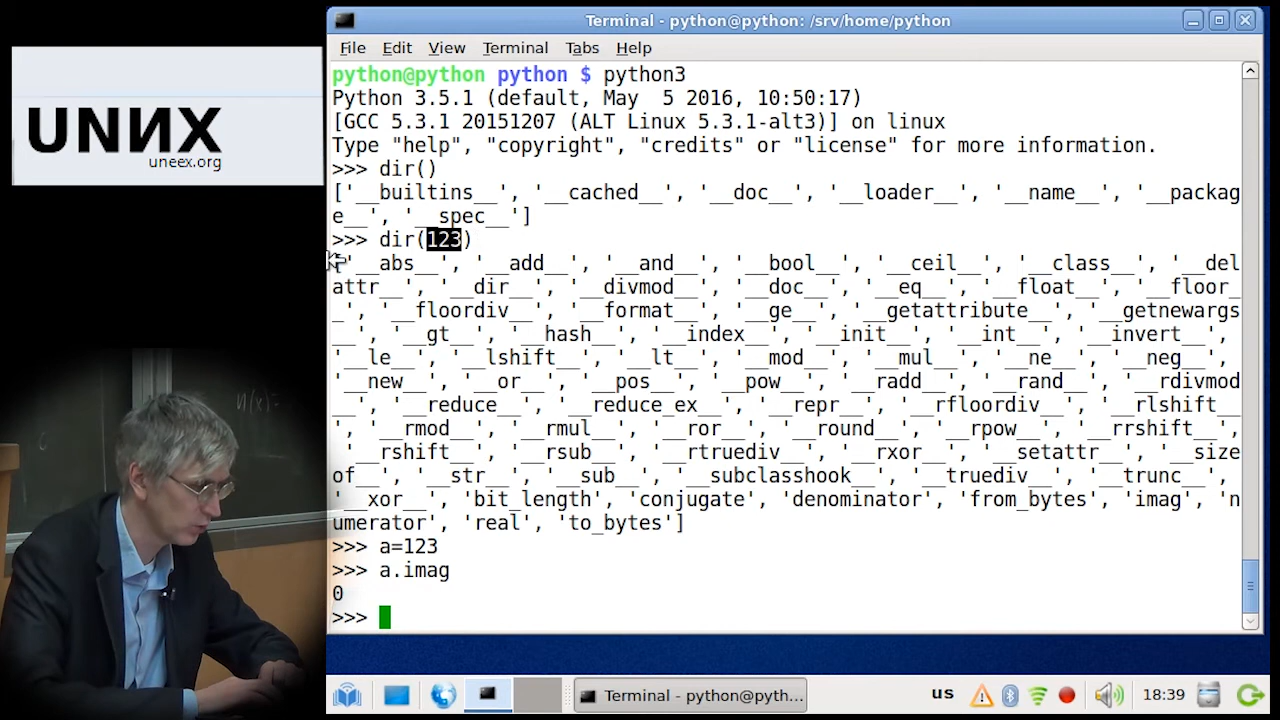 UNИX
uneex.org
Terminal - python@python: /srv/home/python
File Edit View Terminal Tabs Help
python@python python $ python3
Python 3.5.1 (default, May  5 2016, 10:50:17)
[GCC 5.3.1 20151207 (ALT Linux 5.3.1-alt3)] on linux
Type "help", "copyright", "credits" or "license" for more information.
>>> dir()
['__builtins__', '__cached__', '__doc__', '__loader__', '__name__', '__packag
e__', '__spec__']
>>> dir(123)
['__abs__', '__add__', '__and__', '__bool__', '__ceil__', '__class__', '__del
attr__', '__dir__', '__divmod__', '__doc__', '__eq__', '__float__', '__floor_
_', '__floordiv__', '__format__', '__ge__', '__getattribute__', '__getnewargs
__', '__gt__', '__hash__', '__index__', '__init__', '__int__', '__invert__',
'__le__', '__lshift__', '__lt__', '__mod__', '__mul__', '__ne__', '__neg__',
'__new__', '__or__', '__pos__', '__pow__', '__radd__', '__rand__', '__rdivmod
__', '__reduce__', '__reduce_ex__', '__repr__', '__rfloordiv__', '__rlshift__
', '__rmod__', '__rmul__', '__ror__', '__round__', '__rpow__', '__rrshift__',
'__rshift__', '__rsub__', '__rtruediv__', '__rxor__', '__setattr__', '__size
of__', '__str__', '__sub__', '__subclasshook__', '__truediv__', '__trunc__',
'__xor__', 'bit_length', 'conjugate', 'denominator', 'from_bytes', 'imag', 'n
umerator', 'real', 'to_bytes']
>>> a=123
>>> a.imag
0
>>>
Terminal - python@pyth...
us
18:39